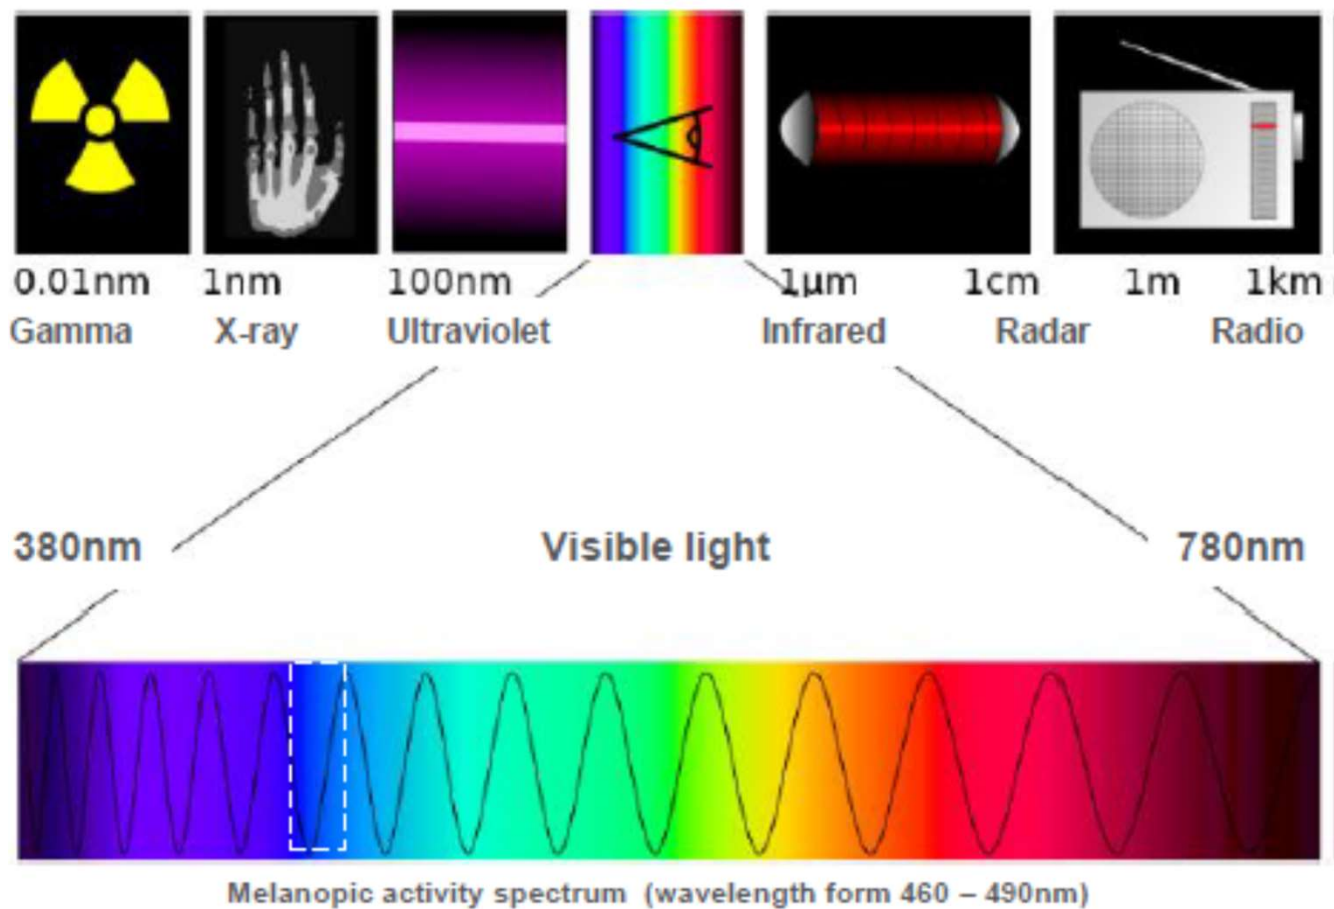 0.01nm 1nm 100nm 1µm 1cm 1m 1km
Gamma X-ray Ultraviolet Infrared Radar Radio
380nm Visible light 780nm
Melanopic activity spectrum (wavelength form 460 – 490nm)